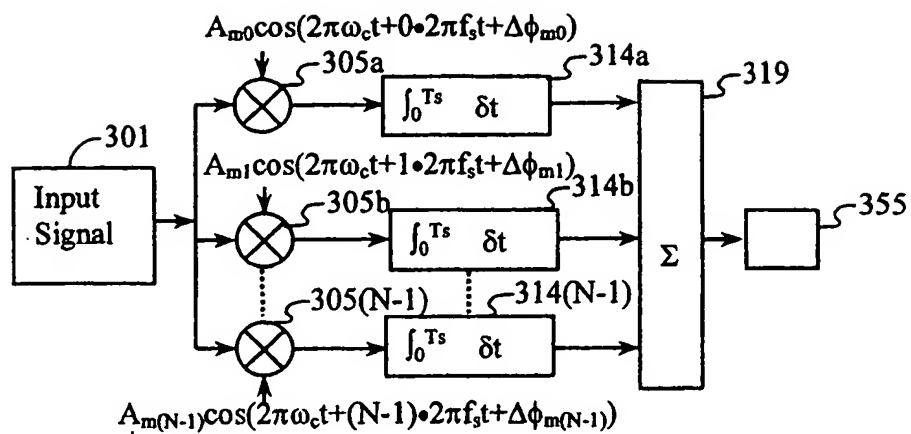 A_{m0}cos(2πω_ct+0•2πf_st+Δϕ_{m0})
305a
314a
319
∫_0^{Ts} δt
301
Input
Signal
A_{m1}cos(2πω_ct+1•2πf_st+Δϕ_{m1})
305b
314b
355
∫_0^{Ts} δt
Σ
305(N-1)
314(N-1)
∫_0^{Ts} δt
A_{m(N-1)}cos(2πω_ct+(N-1)•2πf_st+Δϕ_{m(N-1)})